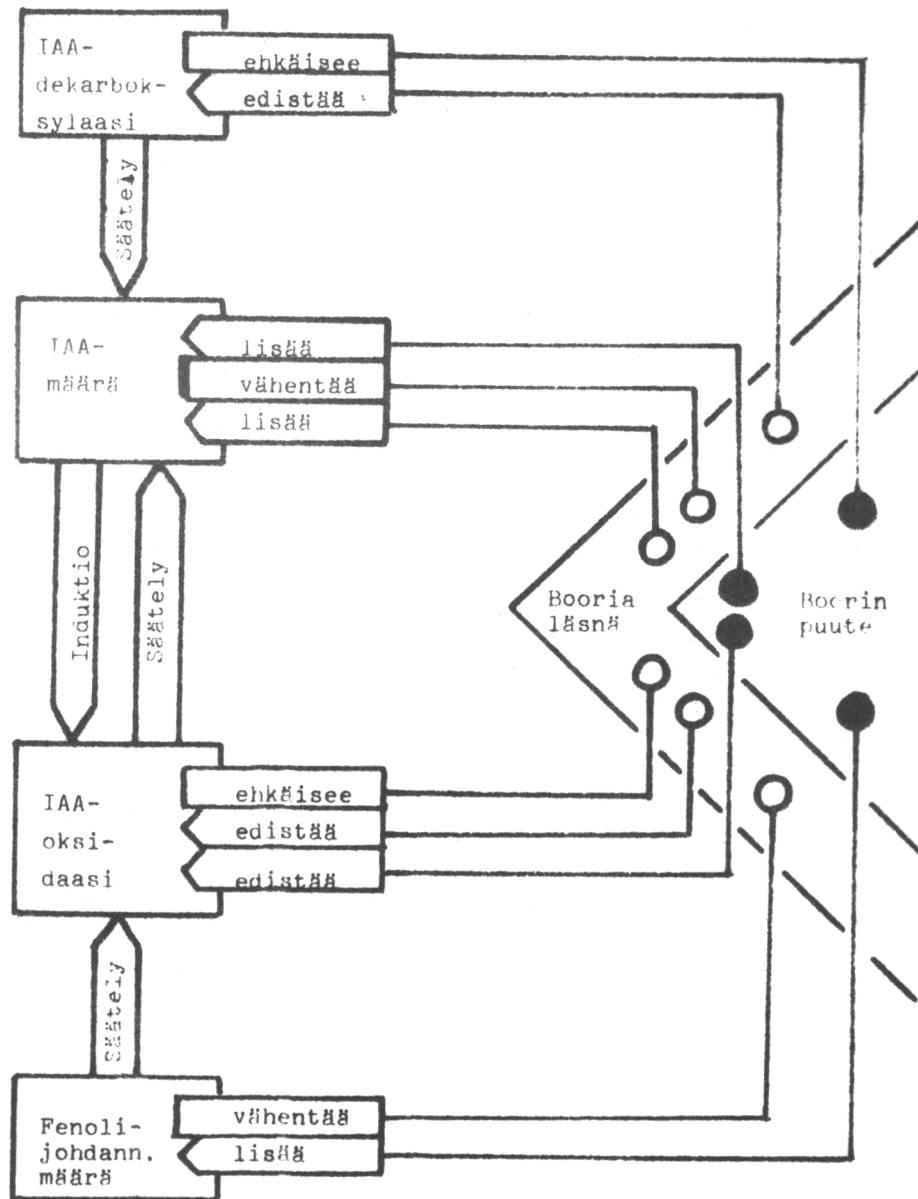 IAA-
dekarbok-
sylaasi
ehkäisee
edistää
Säätely
IAA-
määrä
lisää
vähentää
lisää
Induktio
Säätely
Booria
läsnä
Boorin
puute
IAA-
oksi-
daasi
ehkäisee
edistää
edistää
Säätely
Fenoli-
johdann.
määrä
vähentää
lisää